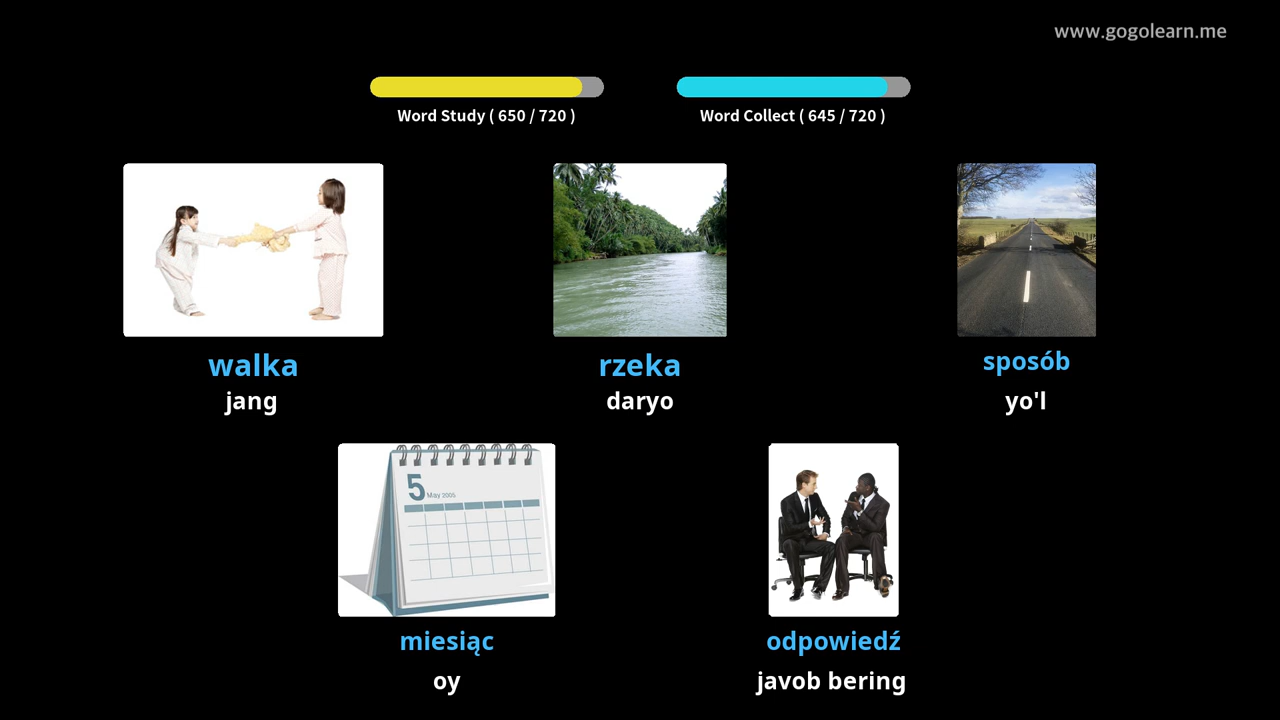 www.gogolearn.me
Word Study ( 650 / 720 )
Word Collect ( 645 / 720 )
walka
jang
rzeka
daryo
sposób
yo'l
5 May 2005
miesiąc
oy
odpowiedź
javob bering